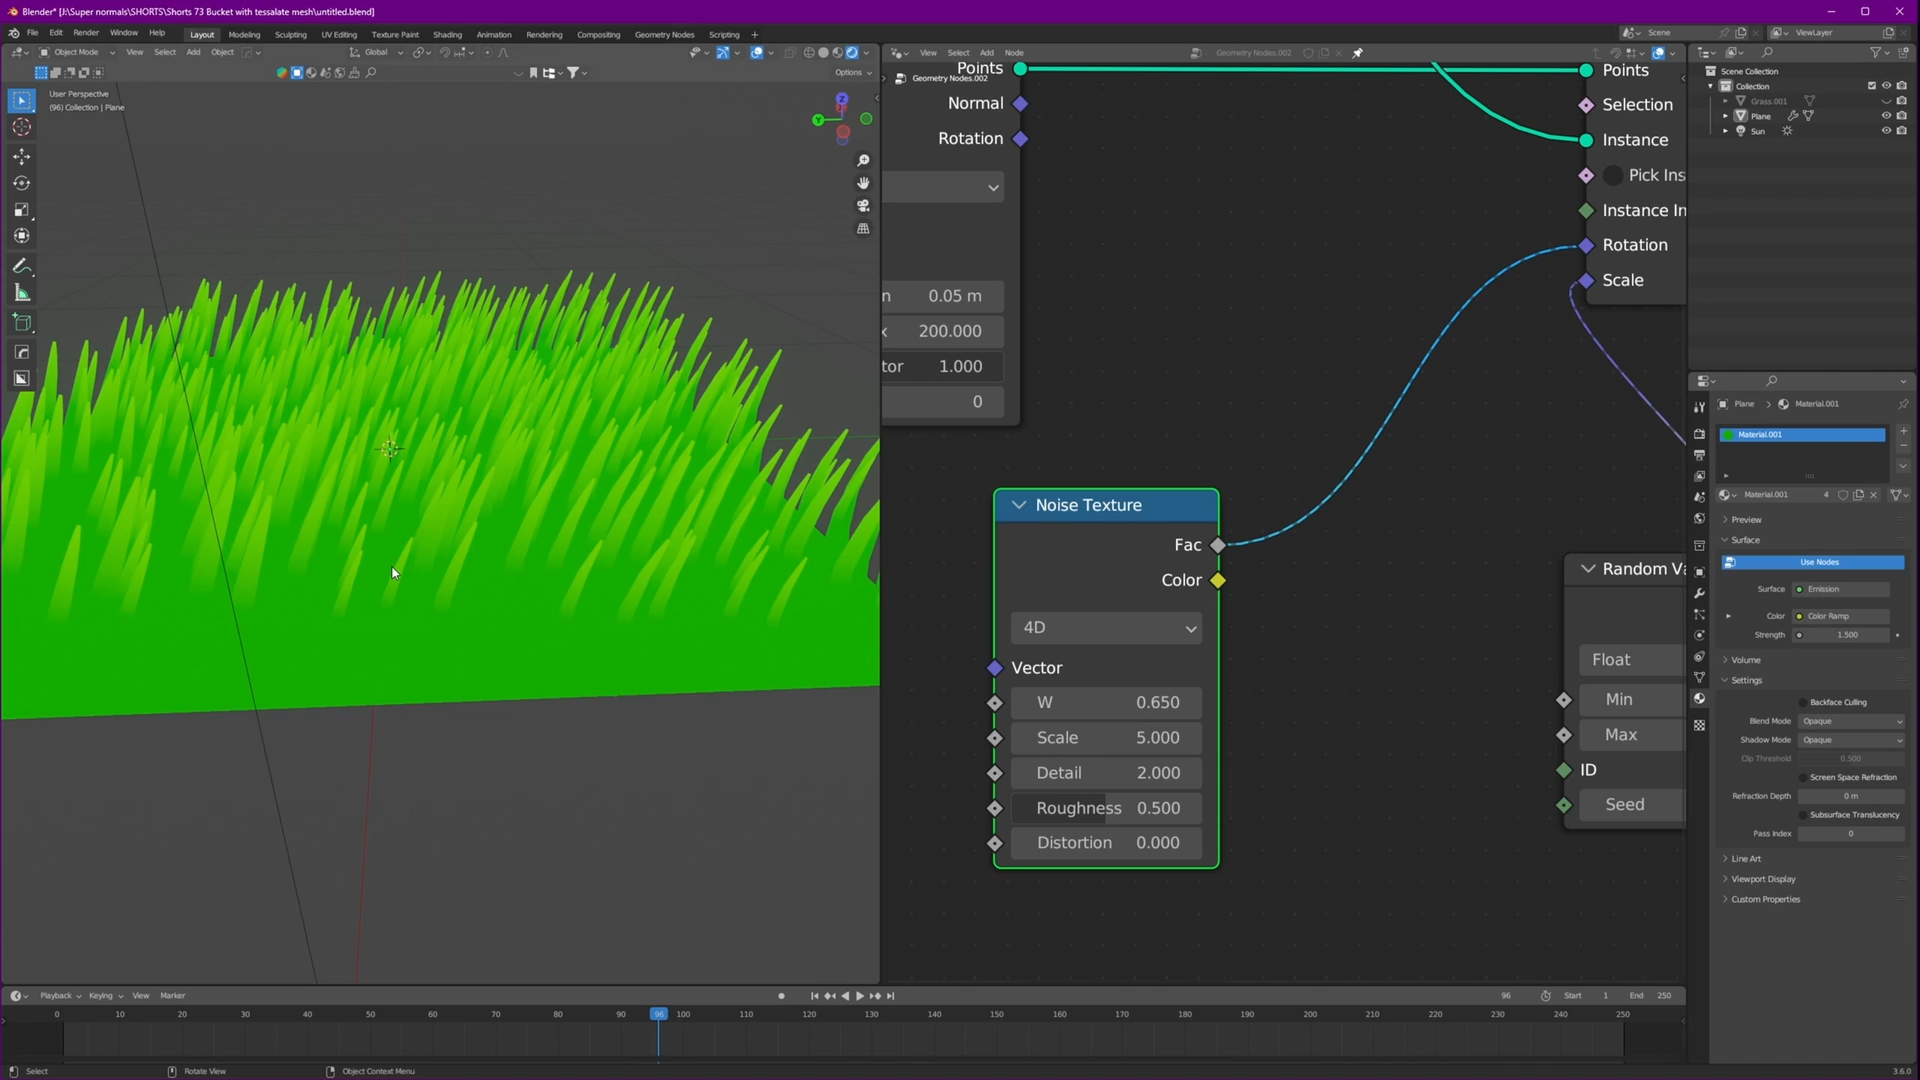 Blender* [J:\Super normals\SHORTS\Shorts 73 Bucket with tessalate mesh\untitled.blend]
File Edit Render Window Help Layout Modeling Sculpting UV Editing Texture Paint Shading Animation Rendering Compositing Geometry Nodes Scripting + Scene ViewLayer
Object Mode View Select Add Object Global View Select Add Node Geometry Nodes.002
Options
User Perspective
(96) Collection | Plane
Z
Y
Points
Geometry Nodes.002
Normal
Rotation
n 0.05 m
x 200.000
tor 1.000
0
Points
Selection
Instance
Pick Ins
Instance In
Rotation
Scale
Noise Texture
Fac
Color
4D
Vector
W 0.650
Scale 5.000
Detail 2.000
Roughness 0.500
Distortion 0.000
Random Va
Float
Min
Max
ID
Seed
Scene Collection
Collection
Grass.001
Plane
Sun
Plane > Material.001
Material.001
Material.001 4
Preview
Surface
Use Nodes
Surface Emission
Color Color Ramp
Strength 1.500
Volume
Settings
Backface Culling
Blend Mode Opaque
Shadow Mode Opaque
Clip Threshold 0.500
Screen Space Refraction
Refraction Depth 0 m
Subsurface Translucency
Pass Index 0
Line Art
Viewport Display
Custom Properties
Playback Keying View Marker 96 Start 1 End 250
0 10 20 30 40 50 60 70 80 90 96 100 110 120 130 140 150 160 170 180 190 200 210 220 230 240 250
Select Rotate View Object Context Menu 3.6.0